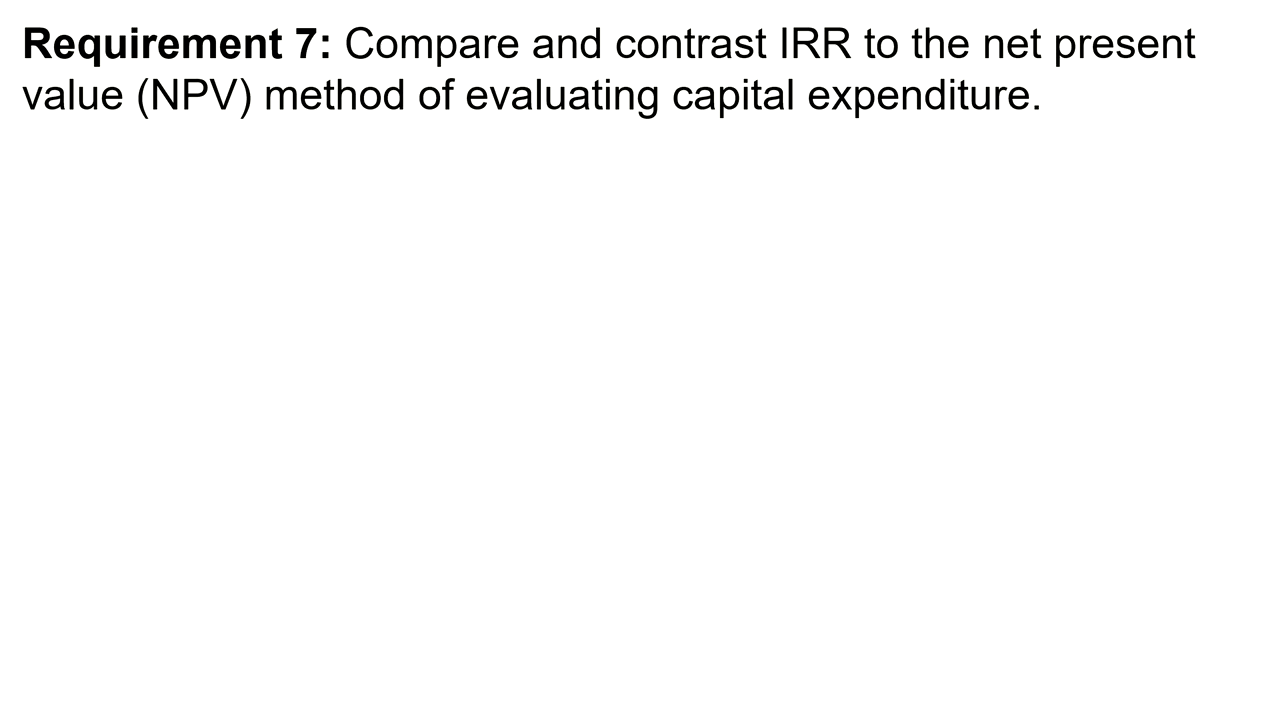 Requirement 7: Compare and contrast IRR to the net present
value (NPV) method of evaluating capital expenditure.